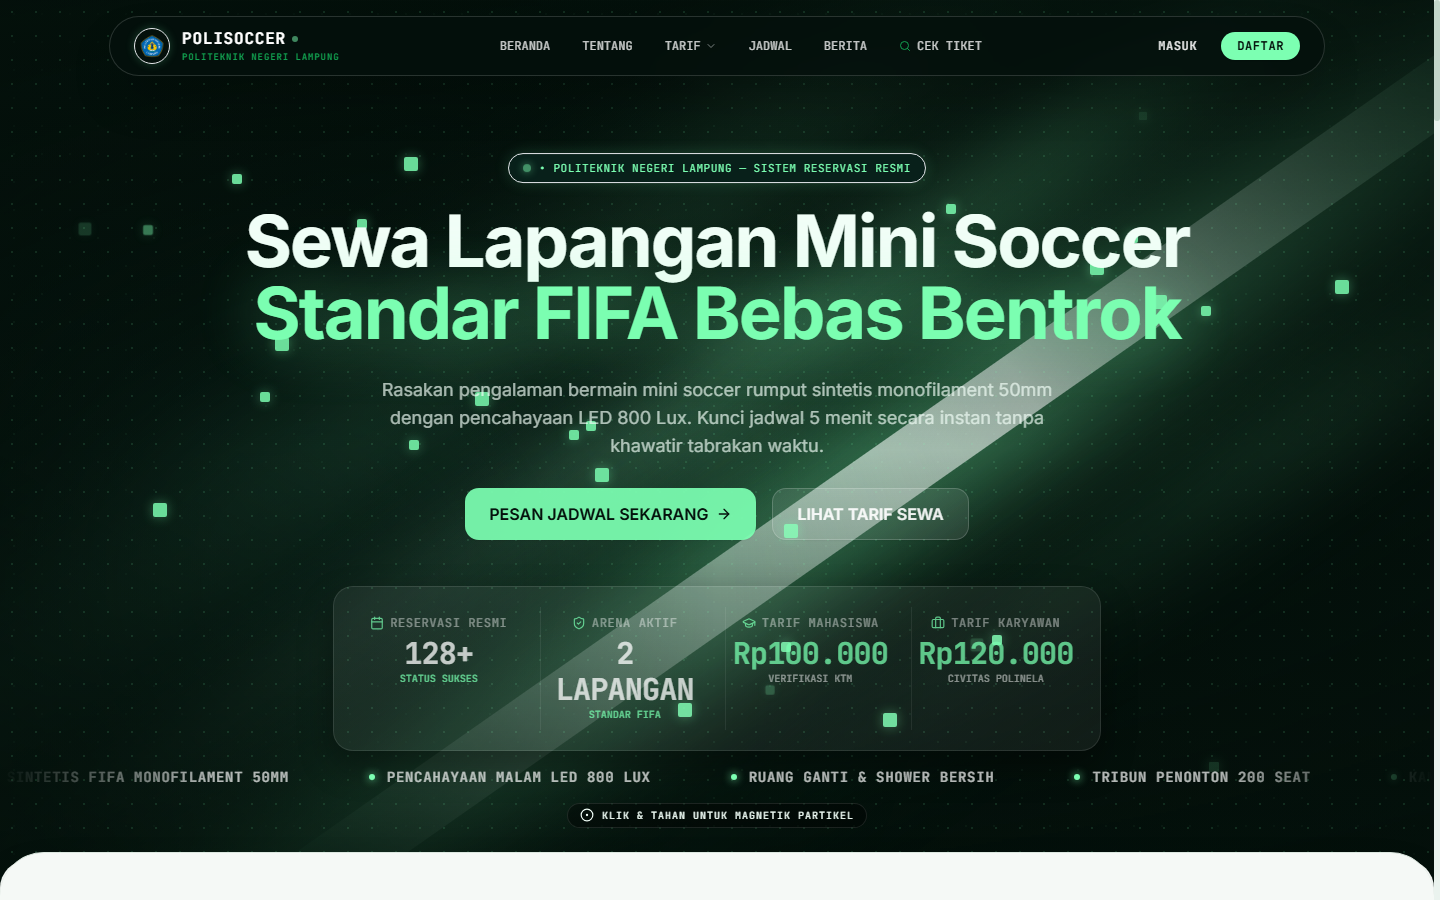 POLISOCCER
POLITEKNIK NEGERI LAMPUNG
BERANDA
TENTANG
TARIF
JADWAL
BERITA
CEK TIKET
MASUK
DAFTAR
• POLITEKNIK NEGERI LAMPUNG — SISTEM RESERVASI RESMI
Sewa Lapangan Mini Soccer
Standar FIFA Bebas Bentrok
Rasakan pengalaman bermain mini soccer rumput sintetis monofilament 50mm
dengan pencahayaan LED 800 Lux. Kunci jadwal 5 menit secara instan tanpa
khawatir tabrakan waktu.
PESAN JADWAL SEKARANG →
LIHAT TARIF SEWA
RESERVASI RESMI
128+
STATUS SUKSES
ARENA AKTIF
2
LAPANGAN
STANDAR FIFA
TARIF MAHASISWA
Rp100.000
VERIFIKASI KTM
TARIF KARYAWAN
Rp120.000
CIVITAS POLINELA
SINTETIS FIFA MONOFILAMENT 50MM
PENCAHAYAAN MALAM LED 800 LUX
RUANG GANTI & SHOWER BERSIH
TRIBUN PENONTON 200 SEAT
KLIK & TAHAN UNTUK MAGNETIK PARTIKEL